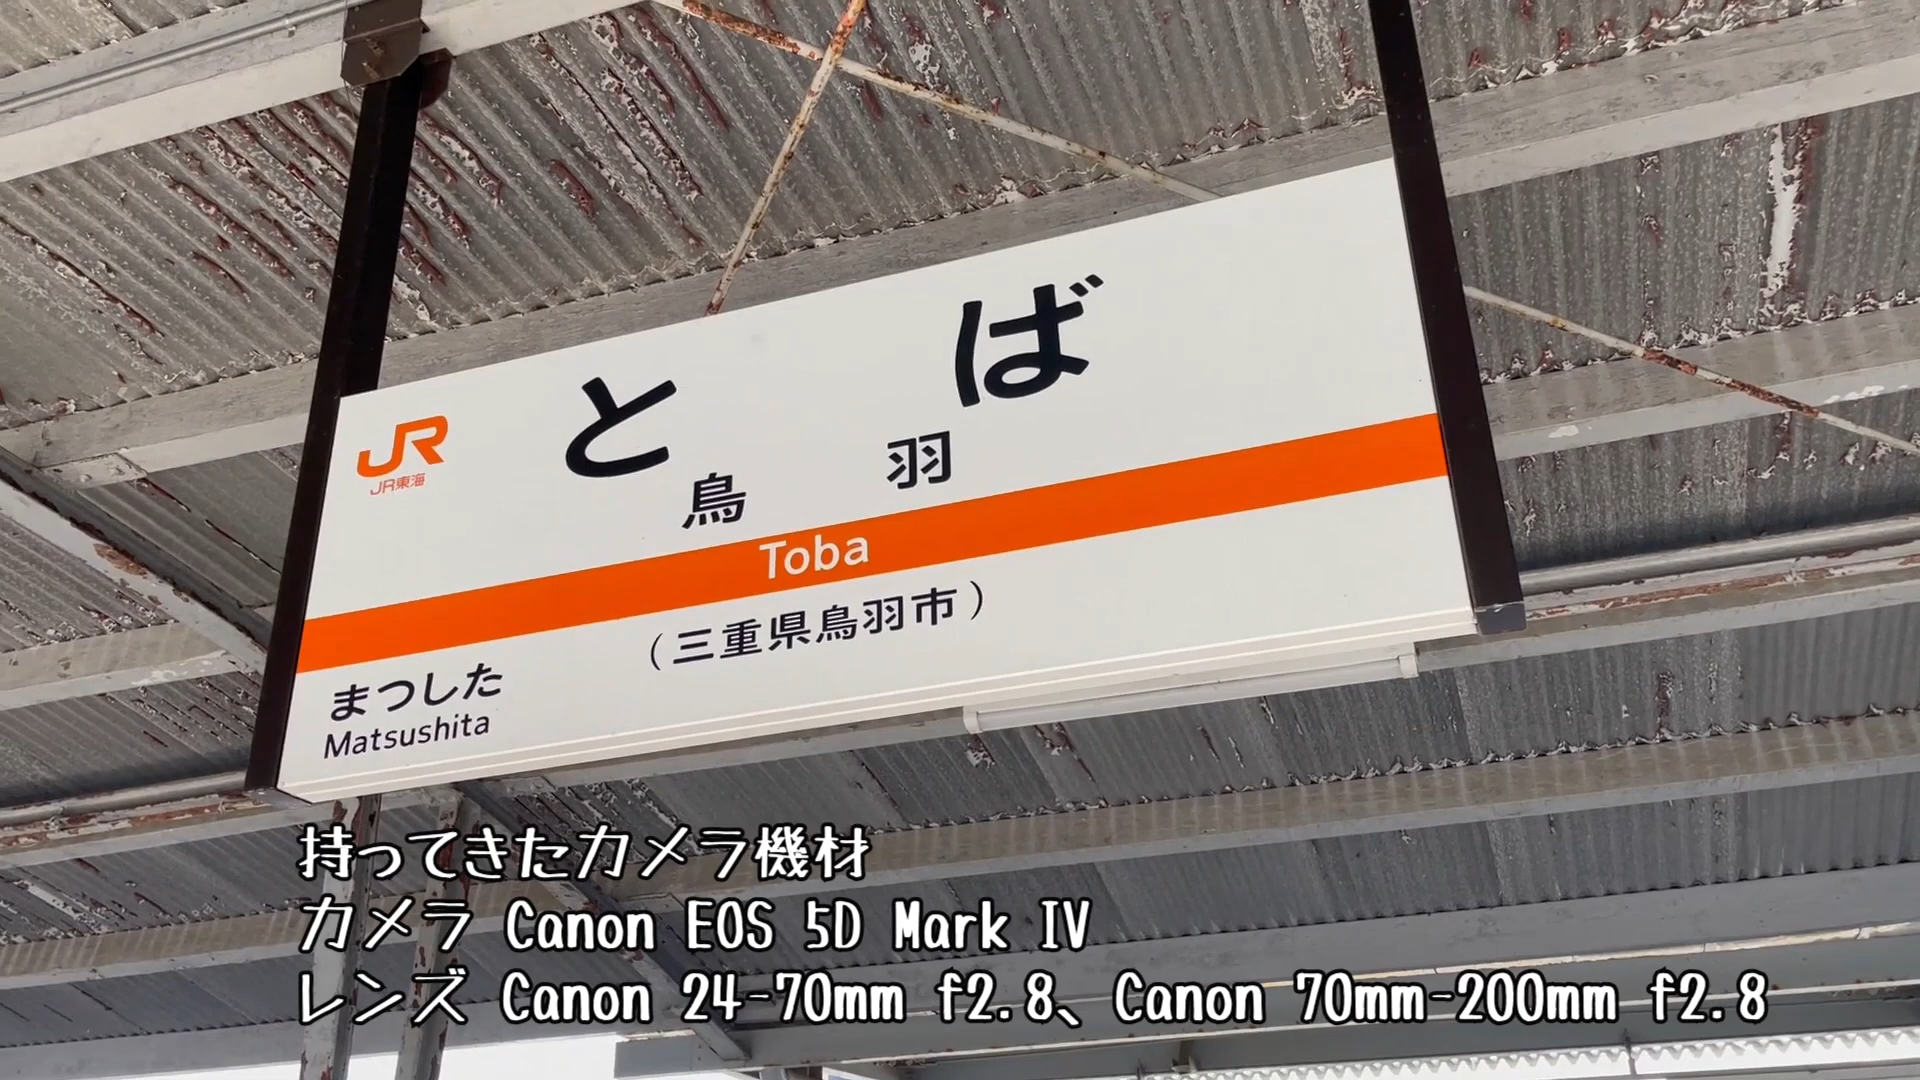 とば
JR
JR東海
鳥羽
Toba
(三重県鳥羽市)
まつした
Matsushita
持ってきたカメラ機材
カメラ Canon EOS 5D Mark IV
レンズ Canon 24-70mm f2.8、Canon 70mm-200mm f2.8